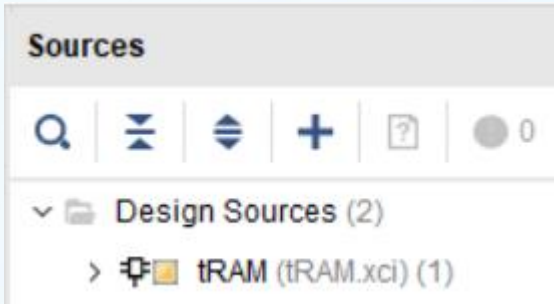 Sources
? 0
Design Sources (2)
tRAM (tRAM.xci) (1)